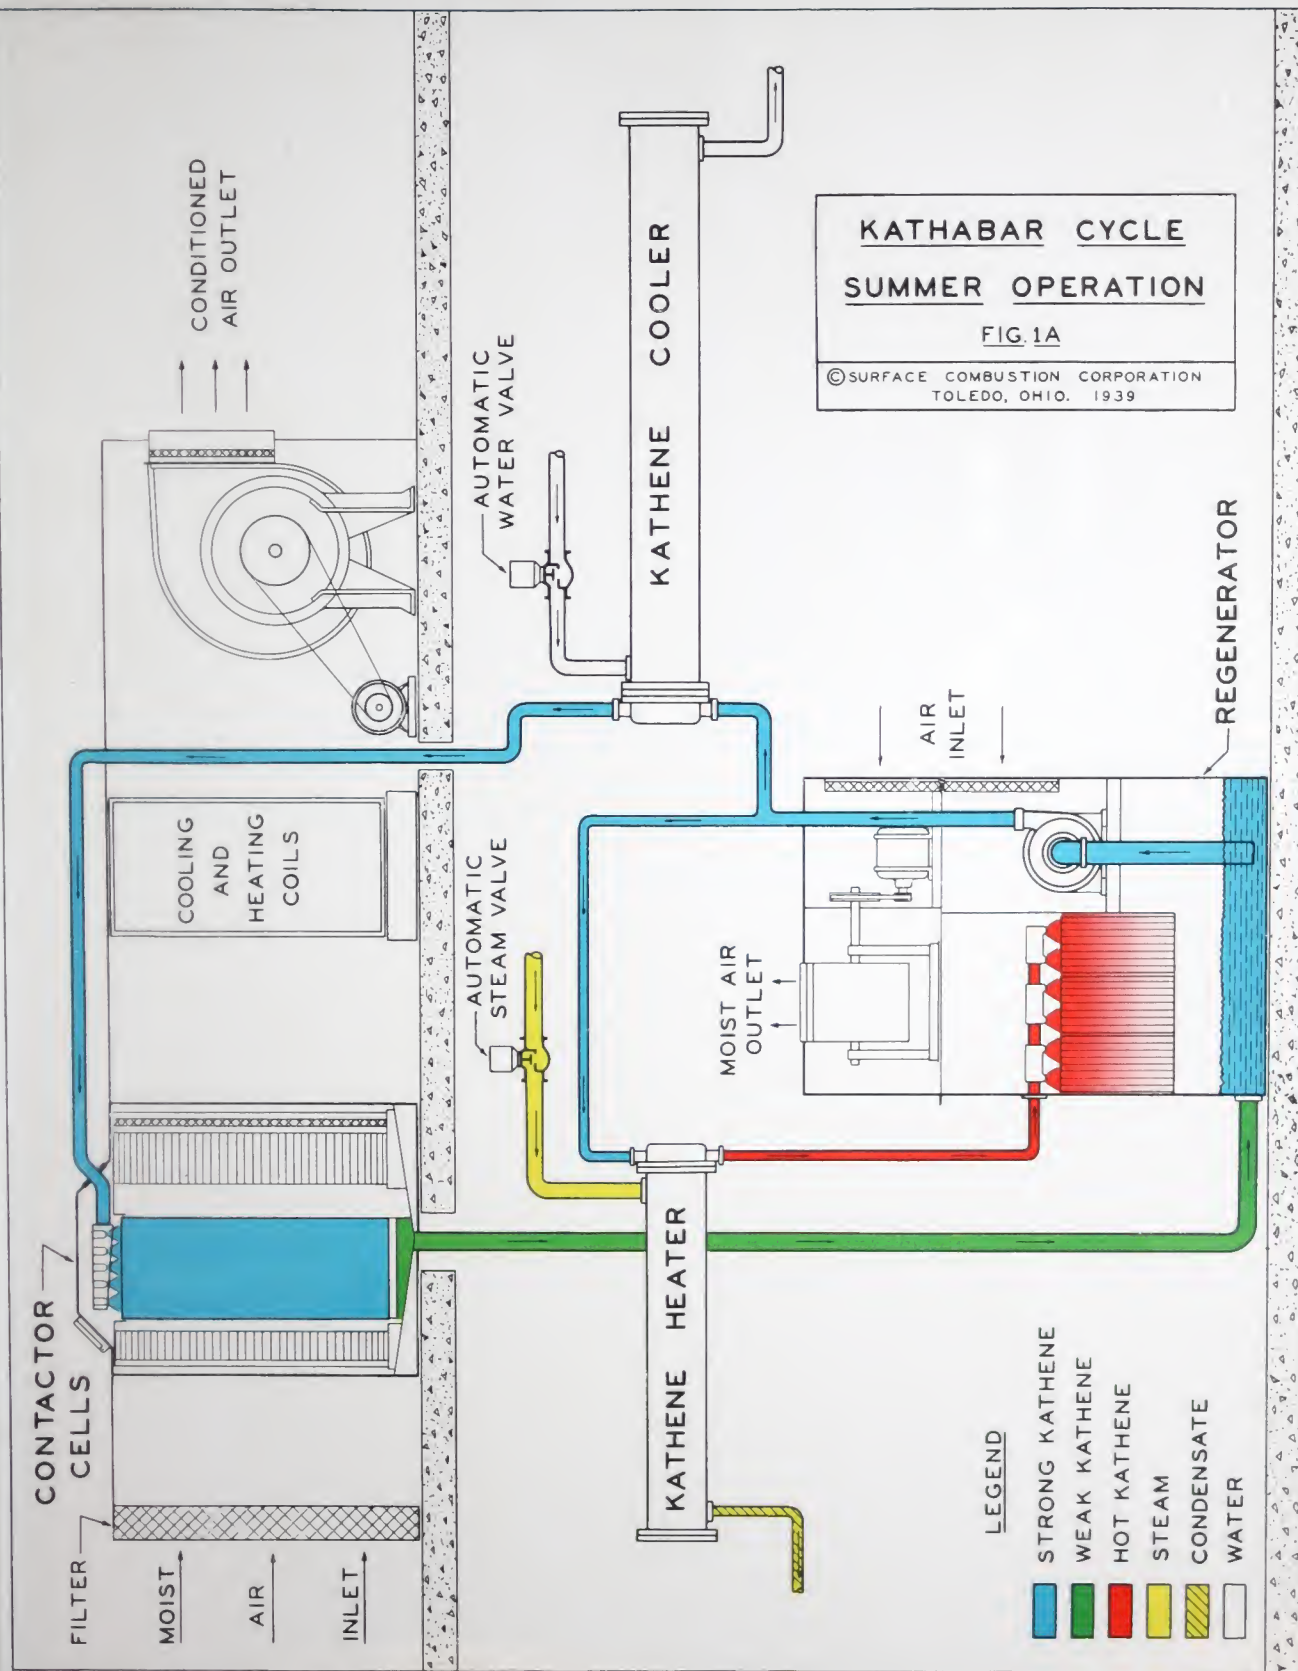 CONTACTOR
CELLS
FILTER
MOIST
AIR
INLET
COOLING
AND
HEATING
COILS
CONDITIONED
AIR OUTLET
AUTOMATIC
STEAM VALVE
AUTOMATIC
WATER VALVE
KATHENE HEATER
KATHENE COOLER
MOIST AIR
OUTLET
AIR
INLET
REGENERATOR
KATHABAR CYCLE
SUMMER OPERATION
FIG. 1A
© SURFACE COMBUSTION CORPORATION
TOLEDO, OHIO. 1939
LEGEND
STRONG KATHENE
WEAK KATHENE
HOT KATHENE
STEAM
CONDENSATE
WATER